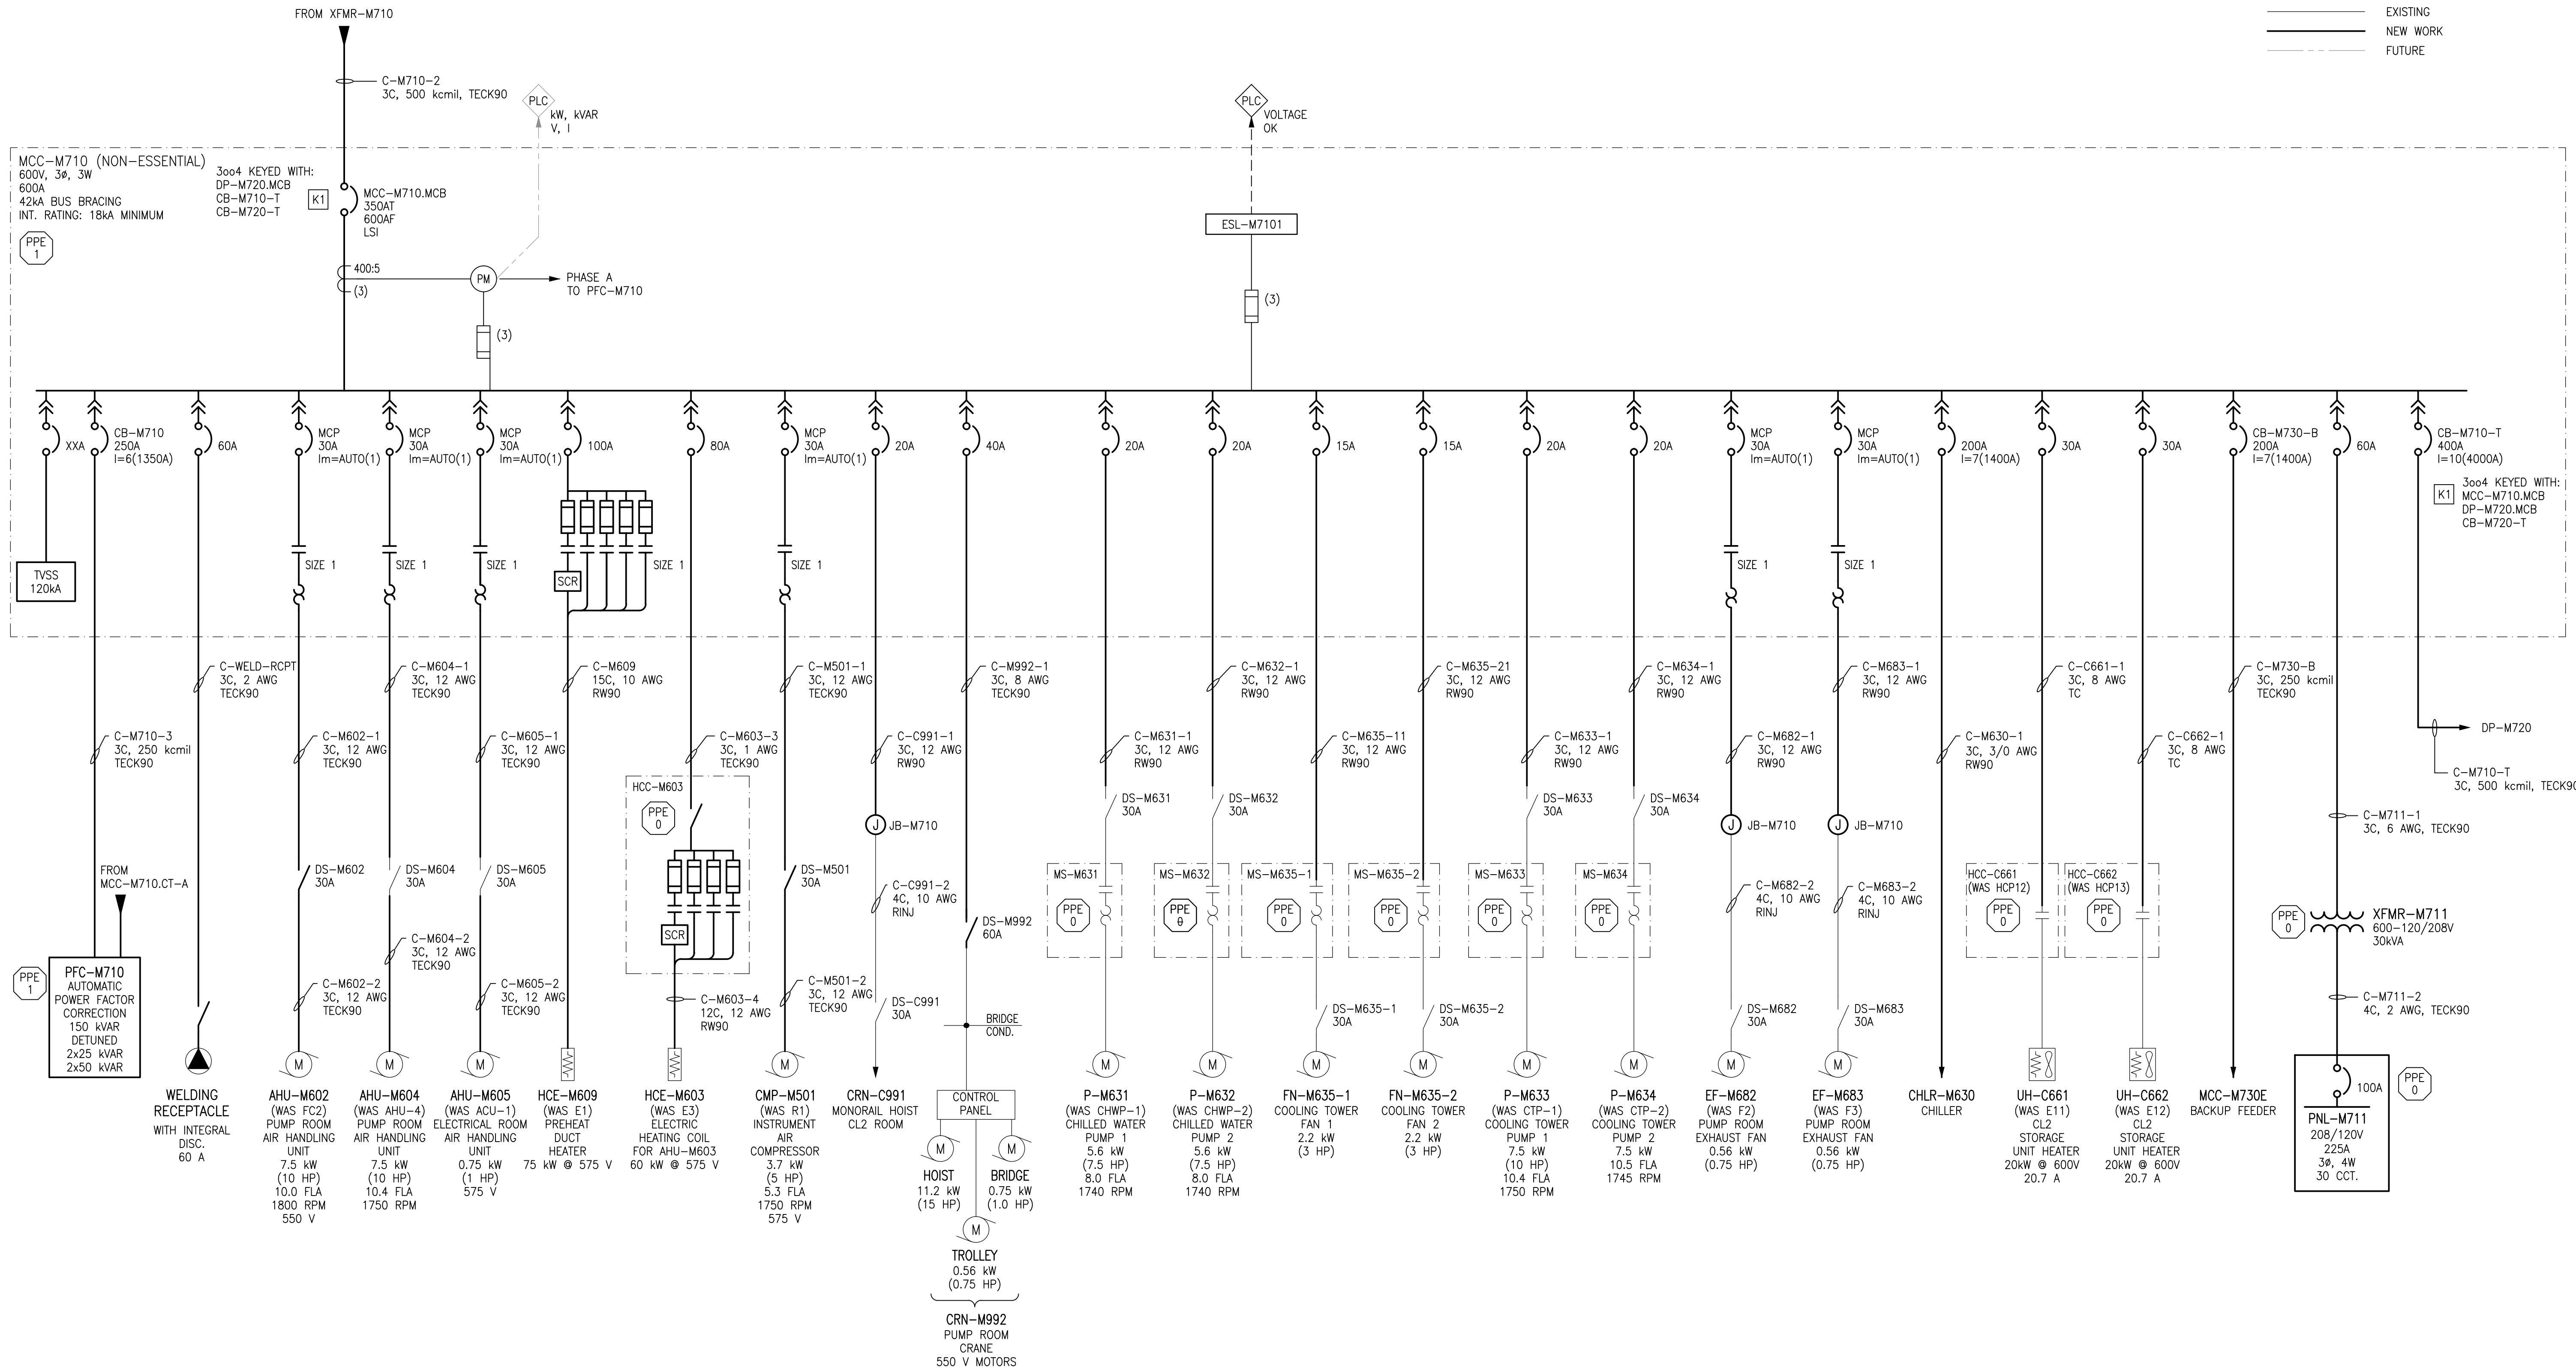 FROM XFMR-M710
EXISTING
NEW WORK
FUTURE
C-M710-2
3C, 500 kcmil, TECK90
PLC
kW, kVAR
V, I
PLC
VOLTAGE
OK
MCC-M710 (NON-ESSENTIAL)
600V, 3ø, 3W
600A
42kA BUS BRACING
INT. RATING: 18kA MINIMUM
PPE
1
3oo4 KEYED WITH:
DP-M720.MCB
CB-M710-T
CB-M720-T
K1
MCC-M710.MCB
350AT
600AF
LSI
400:5
(3)
PM
PHASE A
TO PFC-M710
(3)
ESL-M7101
(3)
XXA
CB-M710
250A
I=6(1350A)
60A
MCP
30A
Im=AUTO(1)
MCP
30A
Im=AUTO(1)
MCP
30A
Im=AUTO(1)
100A
80A
MCP
30A
Im=AUTO(1)
20A
40A
20A
20A
15A
15A
20A
20A
MCP
30A
Im=AUTO(1)
MCP
30A
Im=AUTO(1)
200A
I=7(1400A)
30A
30A
CB-M730-B
200A
I=7(1400A)
60A
CB-M710-T
400A
I=10(4000A)
K1
3oo4 KEYED WITH:
MCC-M710.MCB
DP-M720.MCB
CB-M720-T
TVSS
120kA
SIZE 1
SIZE 1
SIZE 1
SCR
SIZE 1
SIZE 1
SIZE 1
SIZE 1
C-WELD-RCPT
3C, 2 AWG
TECK90
C-M604-1
3C, 12 AWG
TECK90
C-M609
15C, 10 AWG
RW90
C-M501-1
3C, 12 AWG
TECK90
C-M992-1
3C, 8 AWG
TECK90
C-M632-1
3C, 12 AWG
RW90
C-M635-21
3C, 12 AWG
RW90
C-M634-1
3C, 12 AWG
RW90
C-M683-1
3C, 12 AWG
RW90
C-C661-1
3C, 8 AWG
TC
C-M730-B
3C, 250 kcmil
TECK90
C-M710-3
3C, 250 kcmil
TECK90
C-M602-1
3C, 12 AWG
TECK90
C-M605-1
3C, 12 AWG
TECK90
C-M603-3
3C, 1 AWG
TECK90
C-C991-1
3C, 12 AWG
RW90
C-M631-1
3C, 12 AWG
RW90
C-M635-11
3C, 12 AWG
RW90
C-M633-1
3C, 12 AWG
RW90
C-M682-1
3C, 12 AWG
RW90
C-M630-1
3C, 3/0 AWG
RW90
C-C662-1
3C, 8 AWG
TC
DP-M720
C-M710-T
3C, 500 kcmil, TECK90
HCC-M603
PPE
0
SCR
DS-M631
30A
DS-M632
30A
DS-M633
30A
DS-M634
30A
J
JB-M710
J
JB-M710
J
JB-M710
C-M711-1
3C, 6 AWG, TECK90
FROM
MCC-M710.CT-A
DS-M602
30A
DS-M604
30A
DS-M605
30A
DS-M501
30A
C-C991-2
4C, 10 AWG
RINJ
DS-M992
60A
MS-M631
PPE
0
MS-M632
PPE
0
MS-M635-1
PPE
0
MS-M635-2
PPE
0
MS-M633
PPE
0
MS-M634
PPE
0
C-M682-2
4C, 10 AWG
RINJ
C-M683-2
4C, 10 AWG
RINJ
HCC-C661
(WAS HCP12)
PPE
0
HCC-C662
(WAS HCP13)
PPE
0
PPE
0
XFMR-M711
600-120/208V
30kVA
C-M604-2
3C, 12 AWG
TECK90
PPE
1
PFC-M710
AUTOMATIC
POWER FACTOR
CORRECTION
150 kVAR
DETUNED
2x25 kVAR
2x50 kVAR
C-M602-2
3C, 12 AWG
TECK90
C-M605-2
3C, 12 AWG
TECK90
C-M603-4
12C, 12 AWG
RW90
C-M501-2
3C, 12 AWG
TECK90
DS-C991
30A
BRIDGE
COND.
DS-M635-1
30A
DS-M635-2
30A
DS-M682
30A
DS-M683
30A
C-M711-2
4C, 2 AWG, TECK90
WELDING
RECEPTACLE
WITH INTEGRAL
DISC.
60 A
M
AHU-M602
(WAS FC2)
PUMP ROOM
AIR HANDLING
UNIT
7.5 kW
(10 HP)
10.0 FLA
1800 RPM
550 V
M
AHU-M604
(WAS AHU-4)
PUMP ROOM
AIR HANDLING
UNIT
7.5 kW
(10 HP)
10.4 FLA
1750 RPM
M
AHU-M605
(WAS ACU-1)
ELECTRICAL ROOM
AIR HANDLING
UNIT
0.75 kW
(1 HP)
575 V
HCE-M609
(WAS E1)
PREHEAT
DUCT
HEATER
75 kW @ 575 V
HCE-M603
(WAS E3)
ELECTRIC
HEATING COIL
FOR AHU-M603
60 kW @ 575 V
M
CMP-M501
(WAS R1)
INSTRUMENT
AIR
COMPRESSOR
3.7 kW
(5 HP)
5.3 FLA
1750 RPM
575 V
CRN-C991
MONORAIL HOIST
CL2 ROOM
CONTROL
PANEL
M
HOIST
11.2 kW
(15 HP)
M
BRIDGE
0.75 kW
(1.0 HP)
M
TROLLEY
0.56 kW
(0.75 HP)
CRN-M992
PUMP ROOM
CRANE
550 V MOTORS
M
P-M631
(WAS CHWP-1)
CHILLED WATER
PUMP 1
5.6 kW
(7.5 HP)
8.0 FLA
1740 RPM
M
P-M632
(WAS CHWP-2)
CHILLED WATER
PUMP 2
5.6 kW
(7.5 HP)
8.0 FLA
1740 RPM
M
FN-M635-1
COOLING TOWER
FAN 1
2.2 kW
(3 HP)
M
FN-M635-2
COOLING TOWER
FAN 2
2.2 kW
(3 HP)
M
P-M633
(WAS CTP-1)
COOLING TOWER
PUMP 1
7.5 kW
(10 HP)
10.4 FLA
1750 RPM
M
P-M634
(WAS CTP-2)
COOLING TOWER
PUMP 2
7.5 kW
10.5 FLA
1745 RPM
M
EF-M682
(WAS F2)
PUMP ROOM
EXHAUST FAN
0.56 kW
(0.75 HP)
M
EF-M683
(WAS F3)
PUMP ROOM
EXHAUST FAN
0.56 kW
(0.75 HP)
CHLR-M630
CHILLER
UH-C661
(WAS E11)
CL2
STORAGE
UNIT HEATER
20kW @ 600V
20.7 A
UH-C662
(WAS E12)
CL2
STORAGE
UNIT HEATER
20kW @ 600V
20.7 A
MCC-M730E
BACKUP FEEDER
100A
PNL-M711
208/120V
225A
3ø, 4W
30 CCT.
PPE
0